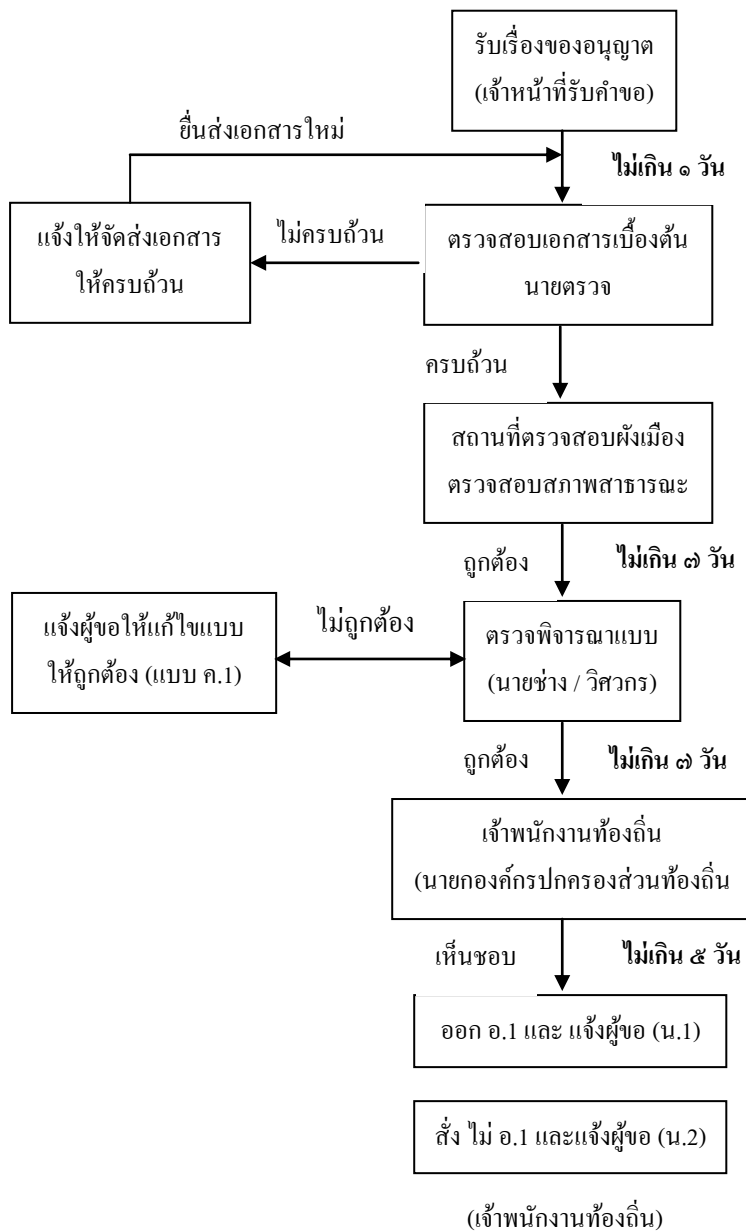 รับเรื่องของอนุญาต
(เจ้าหน้าที่รับคำขอ)
ยื่นส่งเอกสารใหม่
ไม่เกิน ๑ วัน
แจ้งให้จัดส่งเอกสาร
ให้ครบถ้วน
ไม่ครบถ้วน
ตรวจสอบเอกสารเบื้องต้น
นายตรวจ
ครบถ้วน
สถานที่ตรวจสอบผังเมือง
ตรวจสอบสภาพสาธารณะ
ถูกต้อง
ไม่เกิน ๗ วัน
แจ้งผู้ขอให้แก้ไขแบบ
ให้ถูกต้อง (แบบ ค.1)
ไม่ถูกต้อง
ตรวจพิจารณาแบบ
(นายช่าง / วิศวกร)
ถูกต้อง
ไม่เกิน ๗ วัน
เจ้าพนักงานท้องถิ่น
(นายกองค์กรปกครองส่วนท้องถิ่น
เห็นชอบ
ไม่เกิน ๕ วัน
ออก อ.1 และ แจ้งผู้ขอ (น.1)
สั่ง ไม่ อ.1 และแจ้งผู้ขอ (น.2)
(เจ้าพนักงานท้องถิ่น)